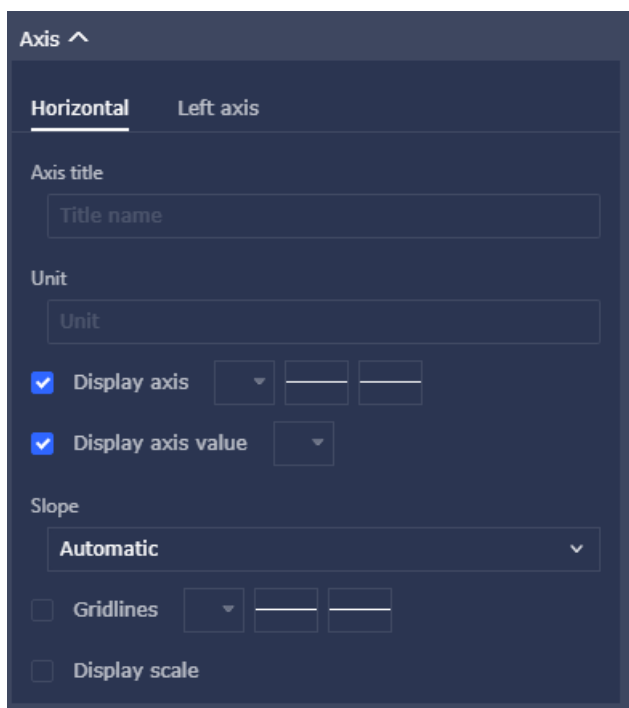 Axis
Horizontal Left axis
Axis title
Title name
Unit
Unit
Display axis
Display axis value
Slope
Automatic
Gridlines
Display scale